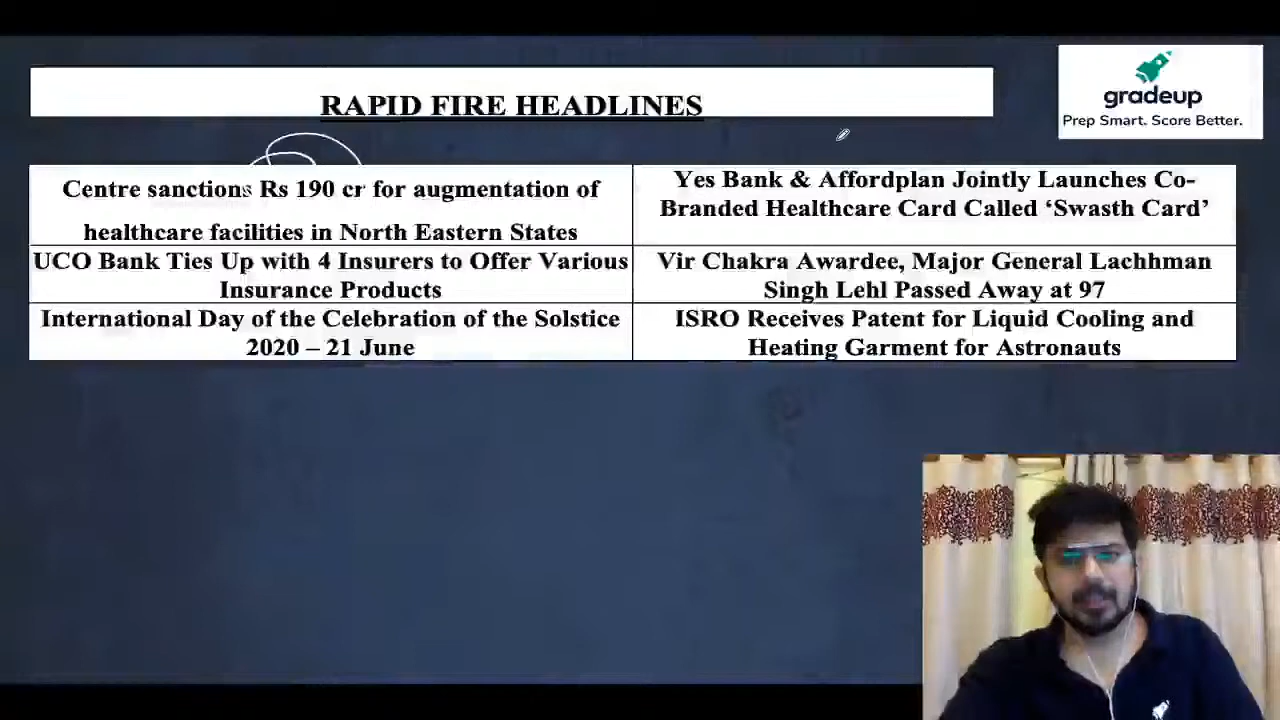 RAPID FIRE HEADLINES
gradeup
Prep Smart. Score Better.
Centre sanctions Rs 190 cr for augmentation of
healthcare facilities in North Eastern States
Yes Bank & Affordplan Jointly Launches Co-
Branded Healthcare Card Called ‘Swasth Card’
UCO Bank Ties Up with 4 Insurers to Offer Various
Insurance Products
Vir Chakra Awardee, Major General Lachhman
Singh Lehl Passed Away at 97
International Day of the Celebration of the Solstice
2020 – 21 June
ISRO Receives Patent for Liquid Cooling and
Heating Garment for Astronauts